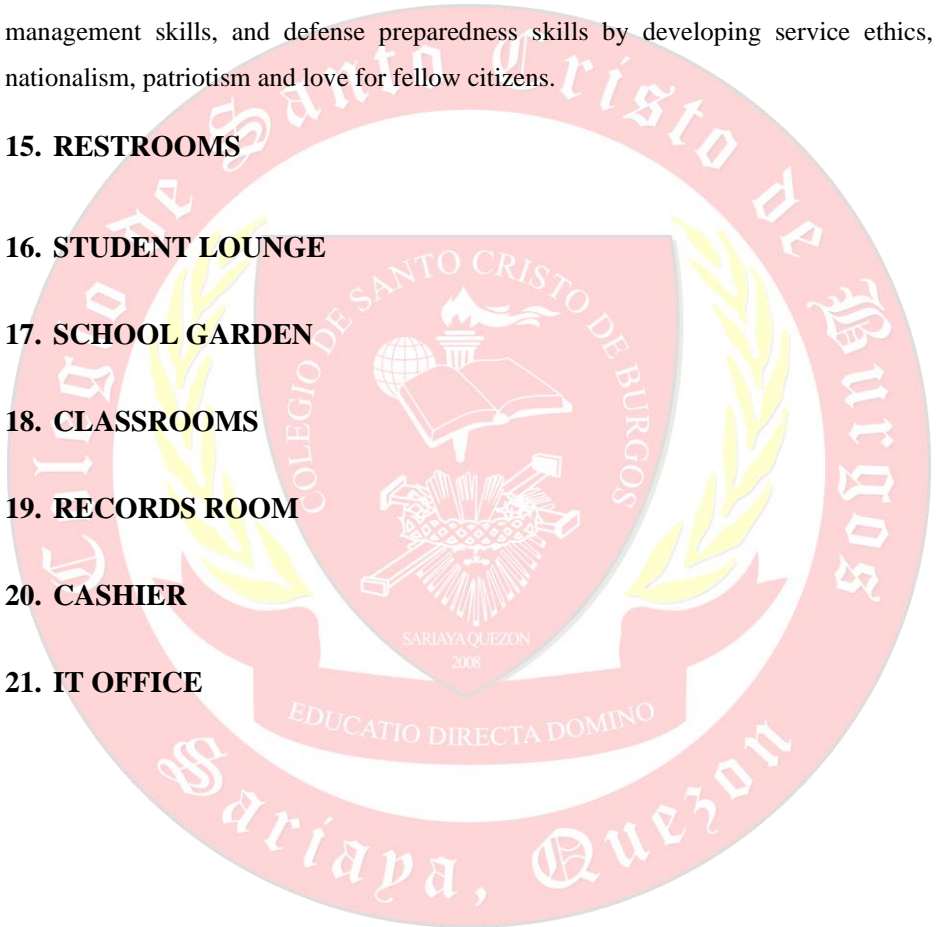 management skills, and defense preparedness skills by developing service ethics,
nationalism, patriotism and love for fellow citizens.
15. RESTROOMS
16. STUDENT LOUNGE
17. SCHOOL GARDEN
18. CLASSROOMS
19. RECORDS ROOM
20. CASHIER
21. IT OFFICE
Colegio de Santo Cristo de Burgos
COLEGIO DE SANTO CRISTO DE BURGOS
SARIAYA QUEZON
2008
EDUCATIO DIRECTA DOMINO
Sariaya, Quezon